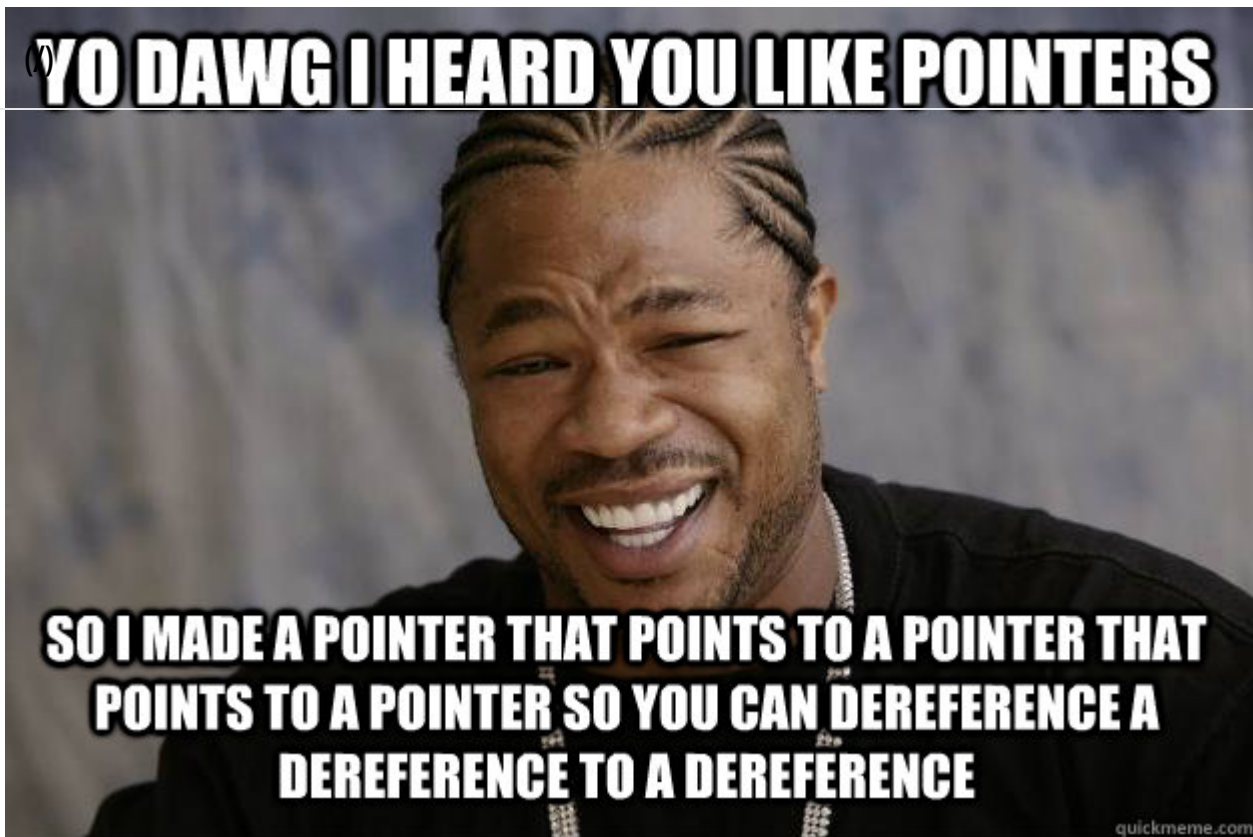 (/)
YO DAWG I HEARD YOU LIKE POINTERS
SO I MADE A POINTER THAT POINTS TO A POINTER THAT
POINTS TO A POINTER SO YOU CAN DEREFERENCE A
DEREFERENCE TO A DEREFERENCE
quickmeme.com